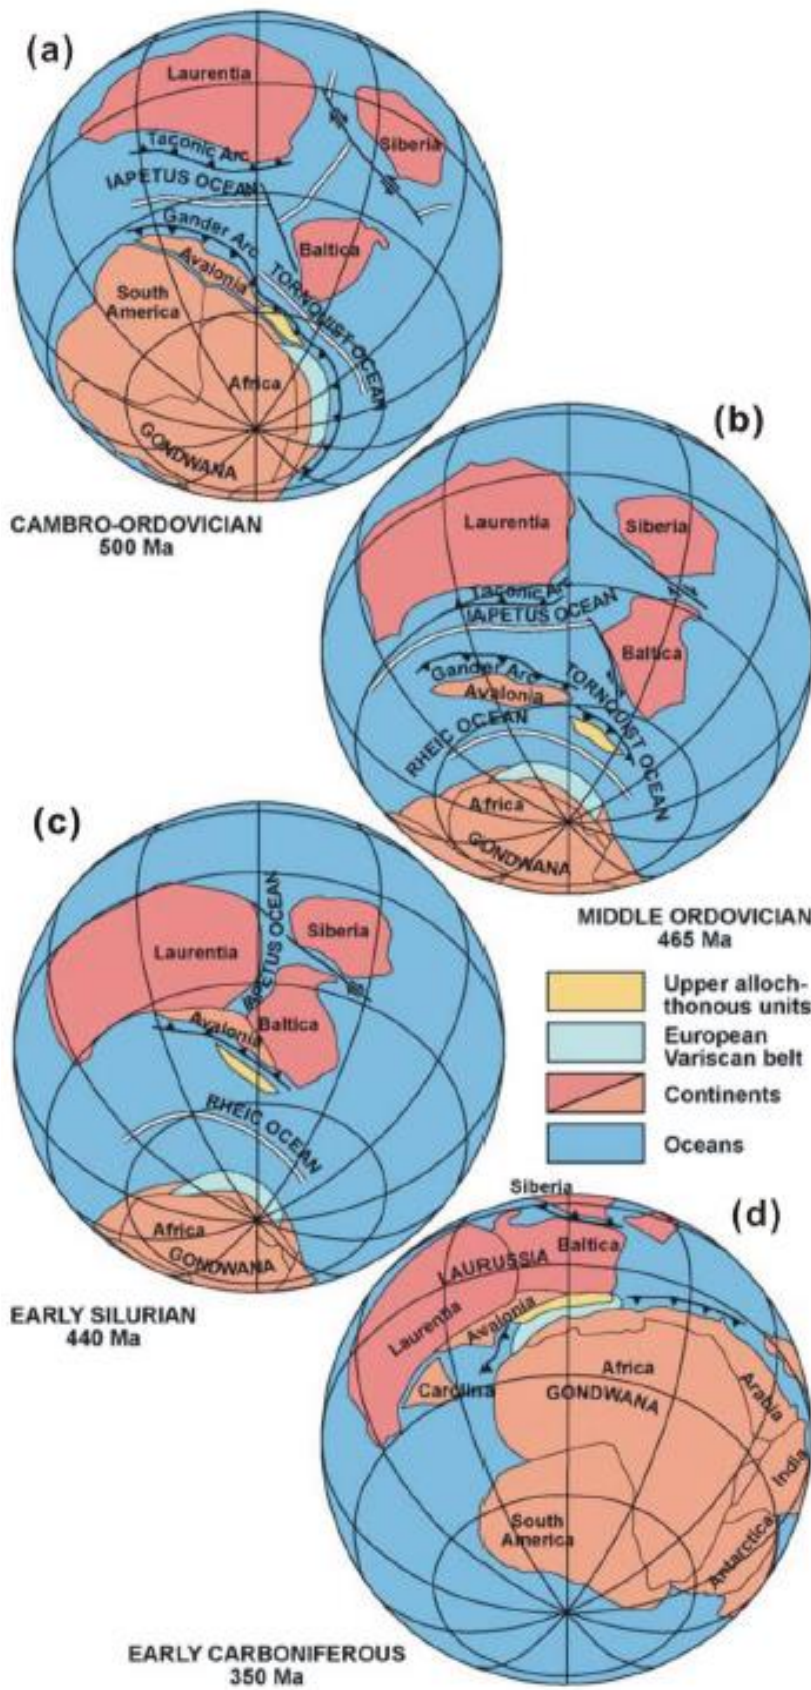 (a)
Laurentia
Siberia
Taconic Arc
IAPETUS OCEAN
Gander Arc
Baltica
Avalonia
TORNQUIST OCEAN
South
America
Africa
GONDWANA
CAMBRO-ORDOVICIAN
500 Ma
(b)
Laurentia
Siberia
Taconic Arc
IAPETUS OCEAN
Baltica
Gander Arc
Avalonia
TORNQUIST OCEAN
RHEIC OCEAN
Africa
GONDWANA
MIDDLE ORDOVICIAN
465 Ma
(c)
IAPETUS OCEAN
Laurentia
Siberia
Avalonia
Baltica
RHEIC OCEAN
Africa
GONDWANA
EARLY SILURIAN
440 Ma
Upper alloch-
thonous units
European
Variscan belt
Continents
Oceans
(d)
Siberia
Baltica
LAURUSSIA
Laurentia
Avalonia
Carolina
Africa
GONDWANA
Arabia
India
South
America
Antarctica
EARLY CARBONIFEROUS
350 Ma